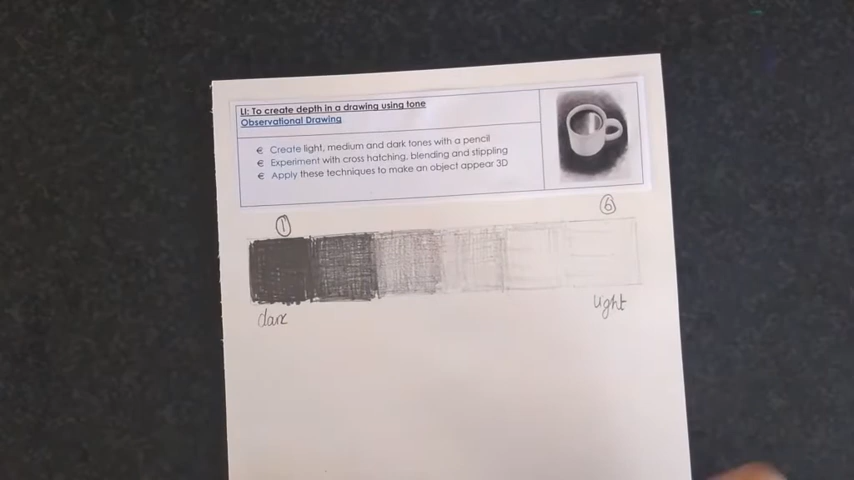 LI: To create depth in a drawing using tone
Observational Drawing
€ Create light, medium and dark tones with a pencil
€ Experiment with cross hatching, blending and stippling
€ Apply these techniques to make an object appear 3D
1
6
dark
light